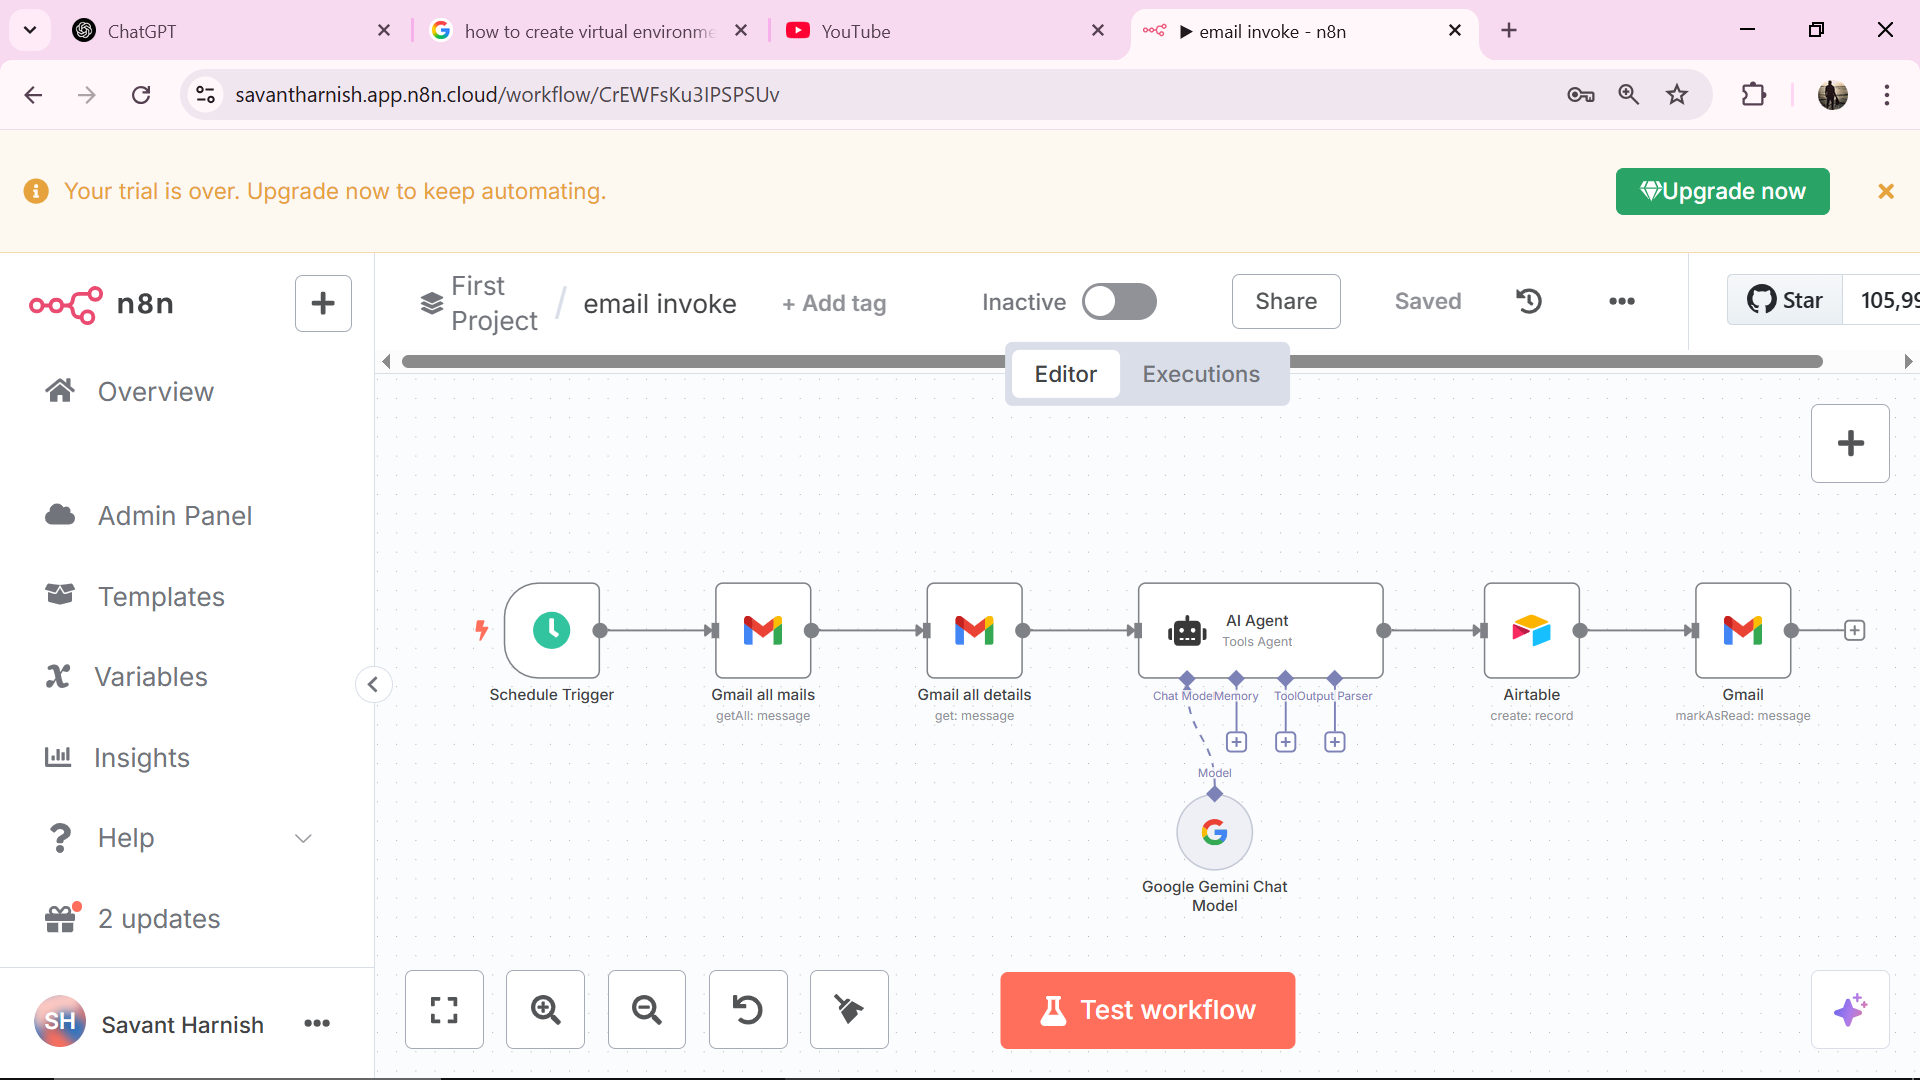 ChatGPT
how to create virtual environme
YouTube
▶ email invoke - n8n
savantharnish.app.n8n.cloud/workflow/CrEWFsKu3IPSPSUv
Your trial is over. Upgrade now to keep automating.
Upgrade now
n8n
First Project
/
email invoke
+ Add tag
Inactive
Share
Saved
Star
105,99
Editor
Executions
Overview
Admin Panel
Templates
Variables
Insights
Help
2 updates
SH
Savant Harnish
Schedule Trigger
Gmail all mails
getAll: message
Gmail all details
get: message
AI Agent
Tools Agent
Chat Model
Memory
Tool
Output Parser
Model
Google Gemini Chat
Model
Airtable
create: record
Gmail
markAsRead: message
Test workflow